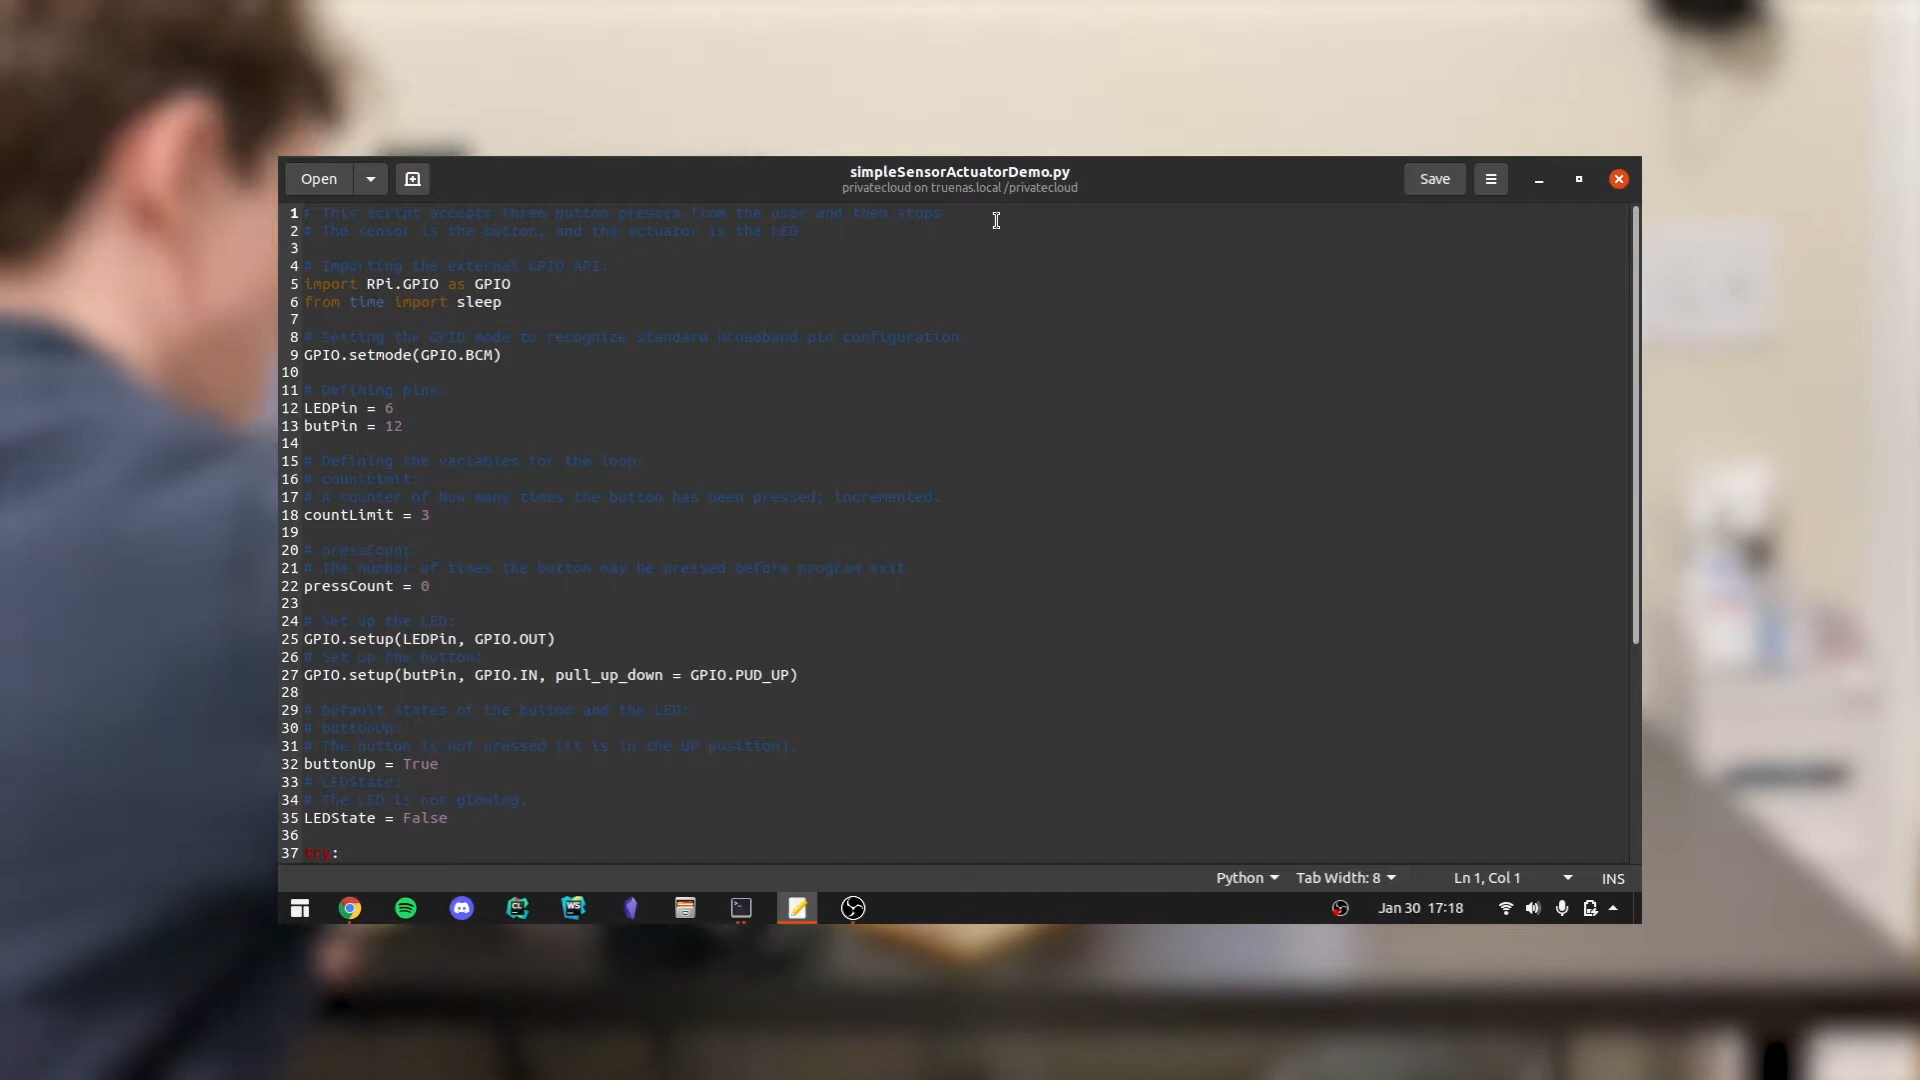 Open
simpleSensorActuatorDemo.py
privatecloud on truenas.local /privatecloud
Save
1 # This script accepts three button presses from the user and then stops
2 # The sensor is the button, and the actuator is the LED
3
4 # Importing the external GPIO API:
5 import RPi.GPIO as GPIO
6 from time import sleep
7
8 # Setting the GPIO mode to recognize standard broadband pin configuration.
9 GPIO.setmode(GPIO.BCM)
10
11 # Defining pins:
12 LEDPin = 6
13 butPin = 12
14
15 # Defining the variables for the loop:
16 # countLimit:
17 # A counter of how many times the button has been pressed; incremented.
18 countLimit = 3
19
20 # pressCount:
21 # The number of times the button may be pressed before program exit
22 pressCount = 0
23
24 # Set up the LED:
25 GPIO.setup(LEDPin, GPIO.OUT)
26 # Set up the button:
27 GPIO.setup(butPin, GPIO.IN, pull_up_down = GPIO.PUD_UP)
28
29 # Default states of the button and the LED:
30 # buttonUp:
31 # The button is not pressed (it is in the UP position).
32 buttonUp = True
33 # LEDState:
34 # The LED is not glowing.
35 LEDState = False
36
37 try:
Python Tab Width: 8 Ln 1, Col 1 INS
CL WS Jan 30 17:18